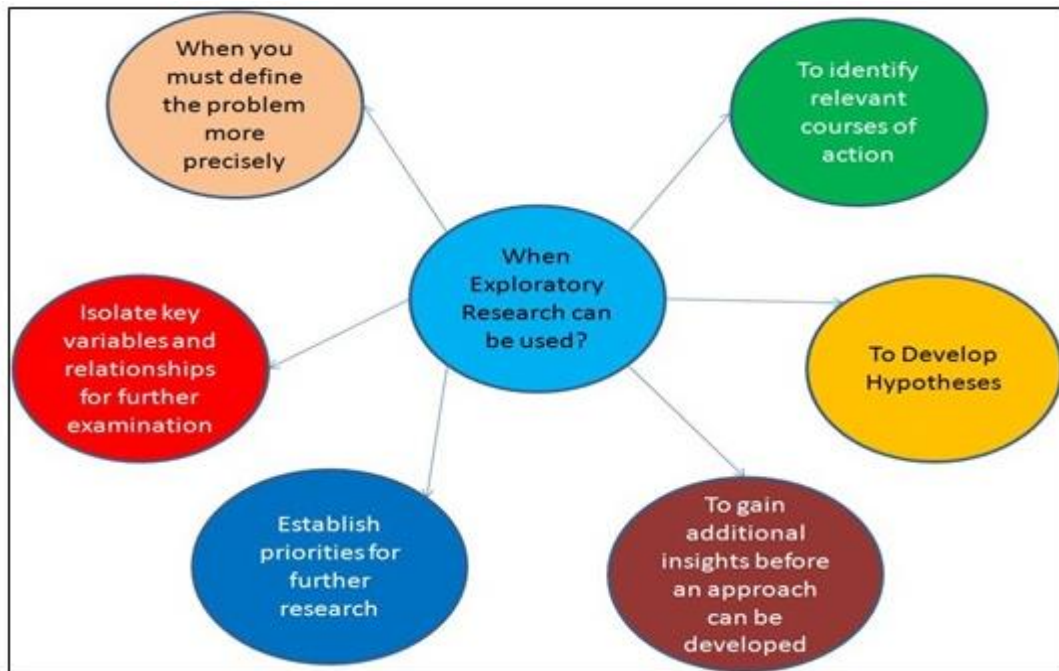 When you
must define
the problem
more
precisely
To identify
relevant
courses of
action
When
Exploratory
Research can
be used?
Isolate key
variables and
relationships
for further
examination
To Develop
Hypotheses
Establish
priorities for
further
research
To gain
additional
insights before
an approach
can be
developed